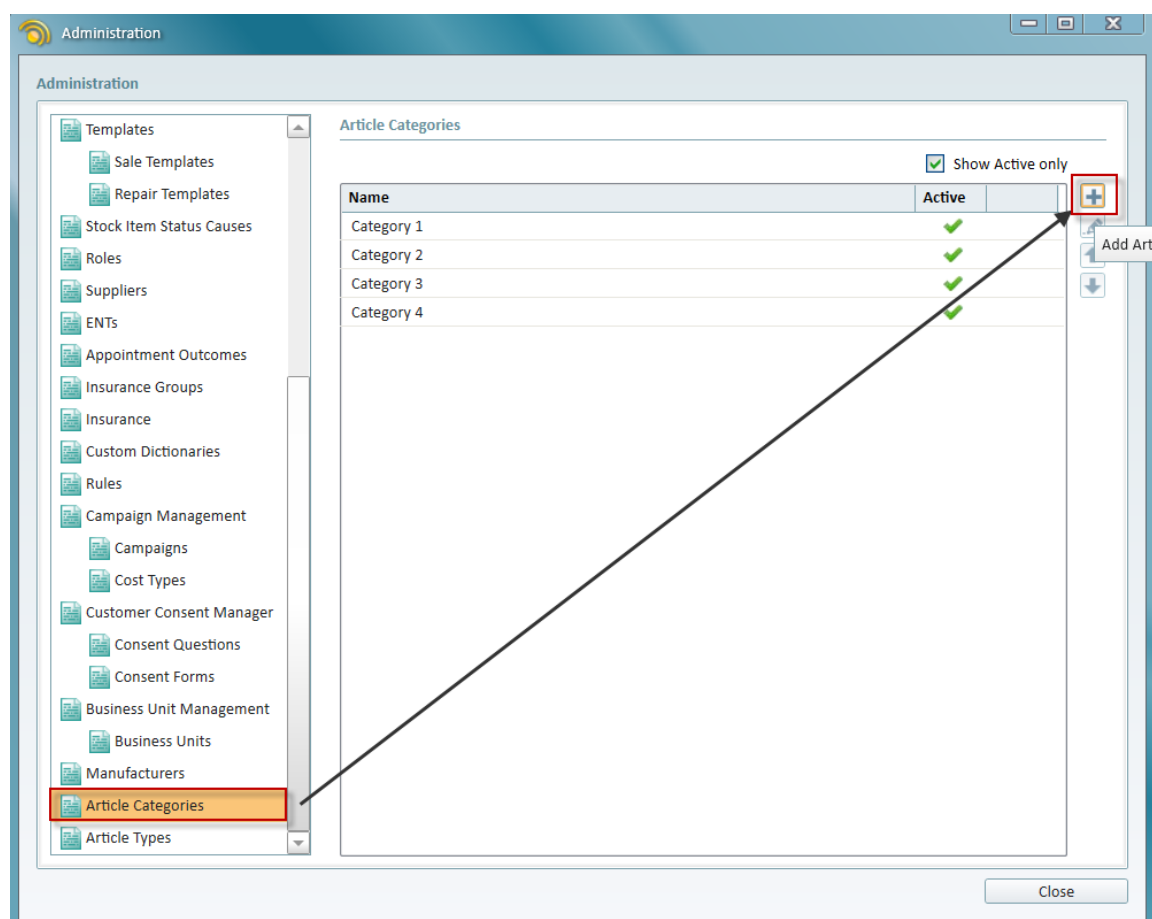 Administration
Administration
Templates
Sale Templates
Repair Templates
Stock Item Status Causes
Roles
Suppliers
ENTs
Appointment Outcomes
Insurance Groups
Insurance
Custom Dictionaries
Rules
Campaign Management
Campaigns
Cost Types
Customer Consent Manager
Consent Questions
Consent Forms
Business Unit Management
Business Units
Manufacturers
Article Categories
Article Types
Article Categories
Show Active only
Name Active
Category 1
Category 2
Category 3
Category 4
Add Art
Close